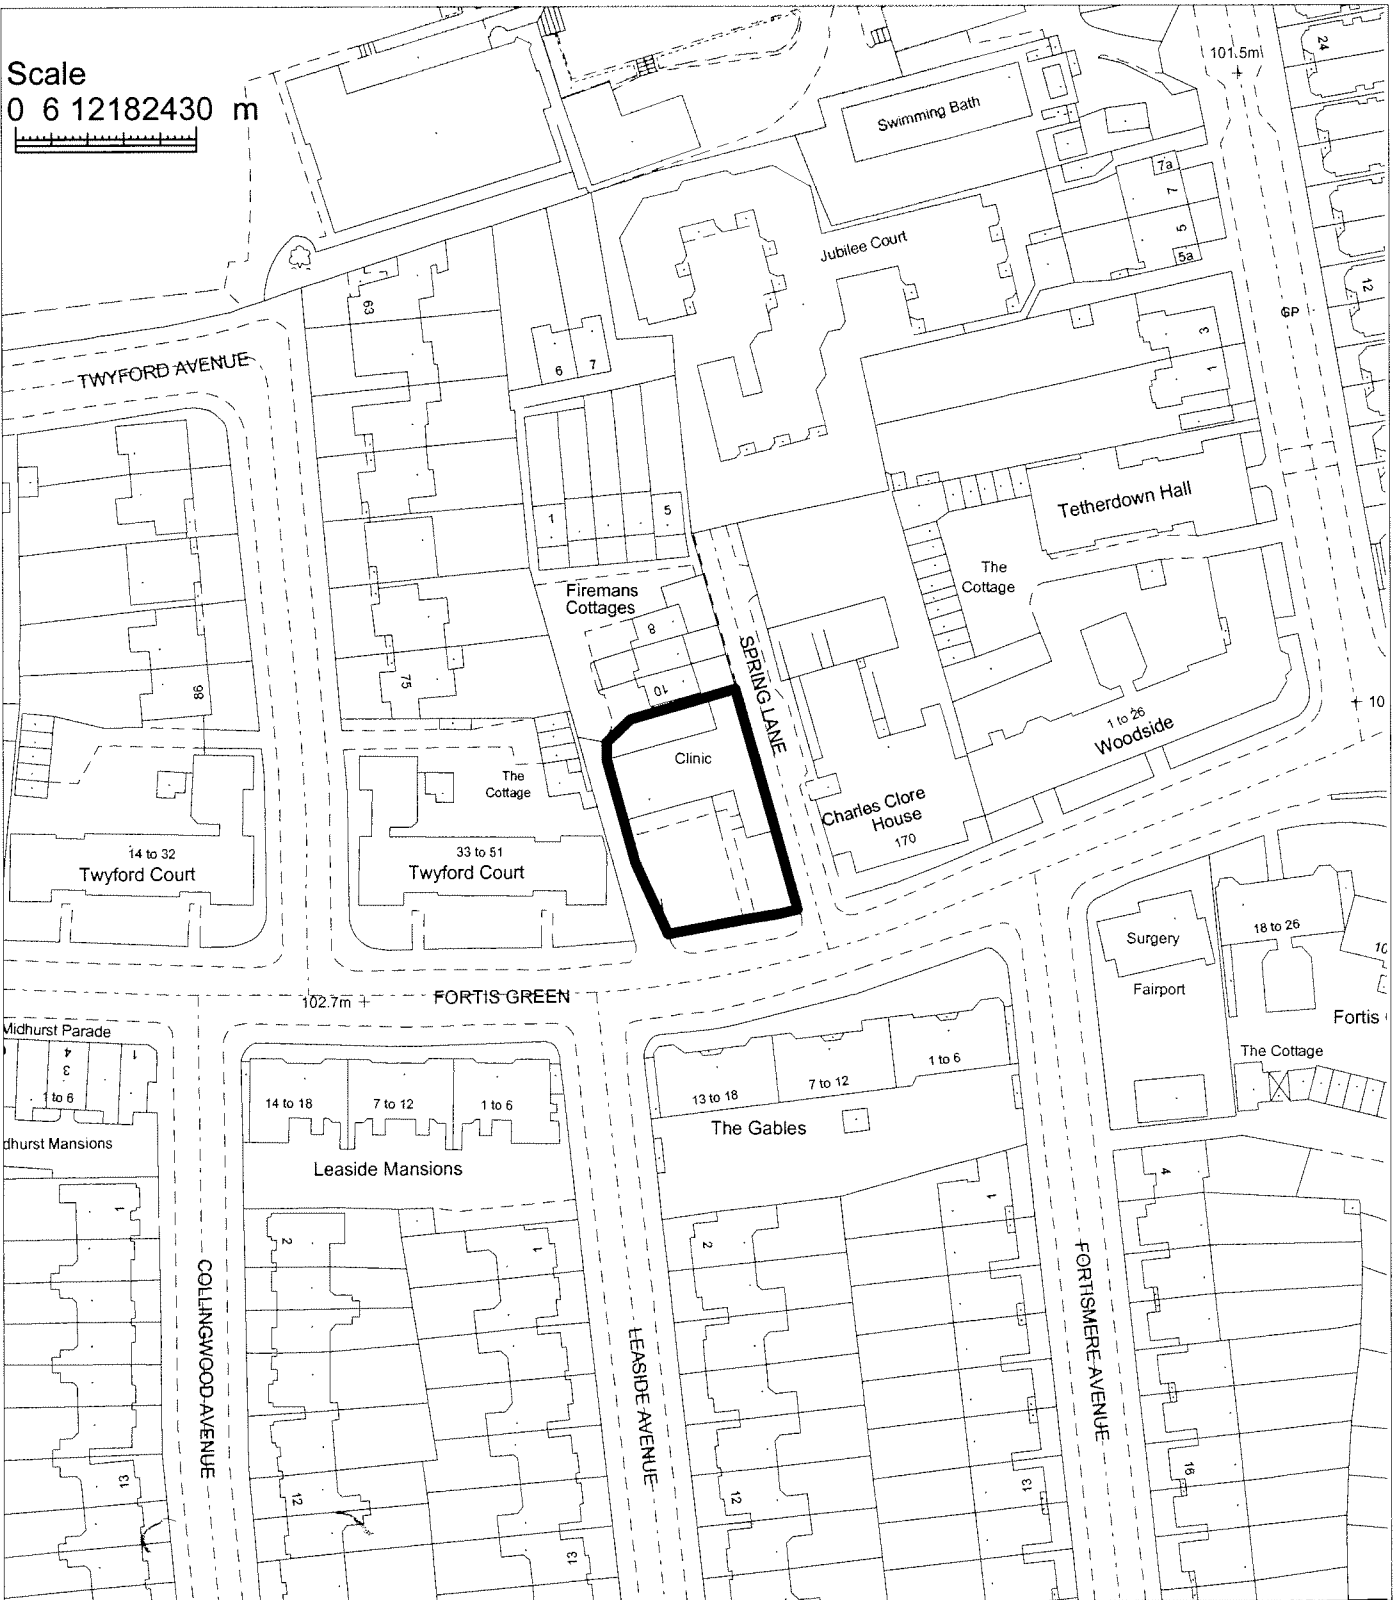 Scale
0 6 12182430 m
101.5m
24
Swimming Bath
7a
7
5
5a
Jubilee Court
12
63
GP
3
1
TWYFORD AVENUE
6
7
1
5
Tetherdown Hall
The
Cottage
Firemans
Cottages
8
SPRING LANE
10
75
98
10
1 to 26
Woodside
Clinic
The
Cottage
Charles Clore
House
170
14 to 32
Twyford Court
33 to 51
Twyford Court
Surgery
18 to 26
10
Fairport
102.7m
FORTIS GREEN
Fortis
Midhurst Parade
4
3
1
1 to 6
The Cottage
14 to 18
7 to 12
1 to 6
13 to 18
7 to 12
1 to 6
The Gables
dhurst Mansions
Leaside Mansions
4
1
1
2
1
2
COLLINGWOOD AVENUE
LEASIDE AVENUE
FORTISMERE AVENUE
13
12
13
12
13
16